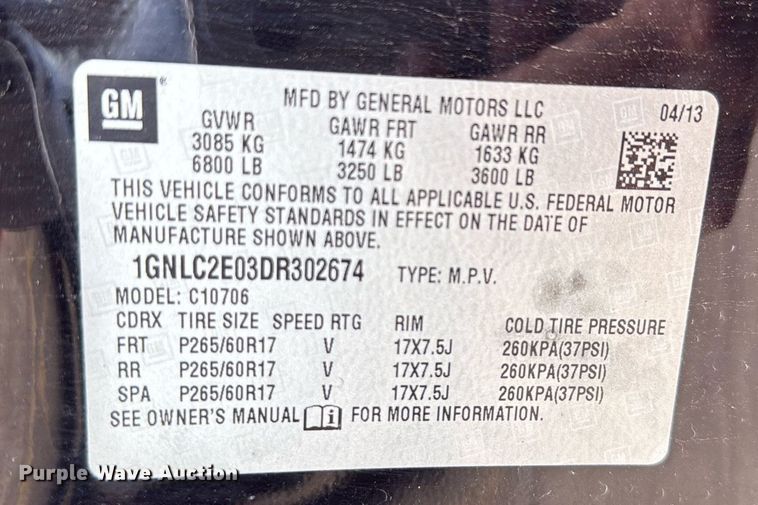 GM ®
MFD BY GENERAL MOTORS LLC
04/13
GVWR GAWR FRT GAWR RR
3085 KG 1474 KG 1633 KG
6800 LB 3250 LB 3600 LB
THIS VEHICLE CONFORMS TO ALL APPLICABLE U.S. FEDERAL MOTOR
VEHICLE SAFETY STANDARDS IN EFFECT ON THE DATE OF
MANUFACTURE SHOWN ABOVE.
1GNLC2E03DR302674 TYPE: M.P.V.
MODEL: C10706
CDRX TIRE SIZE SPEED RTG RIM COLD TIRE PRESSURE
FRT P265/60R17 V 17X7.5J 260KPA(37PSI)
RR P265/60R17 V 17X7.5J 260KPA(37PSI)
SPA P265/60R17 V 17X7.5J 260KPA(37PSI)
SEE OWNER'S MANUAL i FOR MORE INFORMATION.
Purple Wave Auction